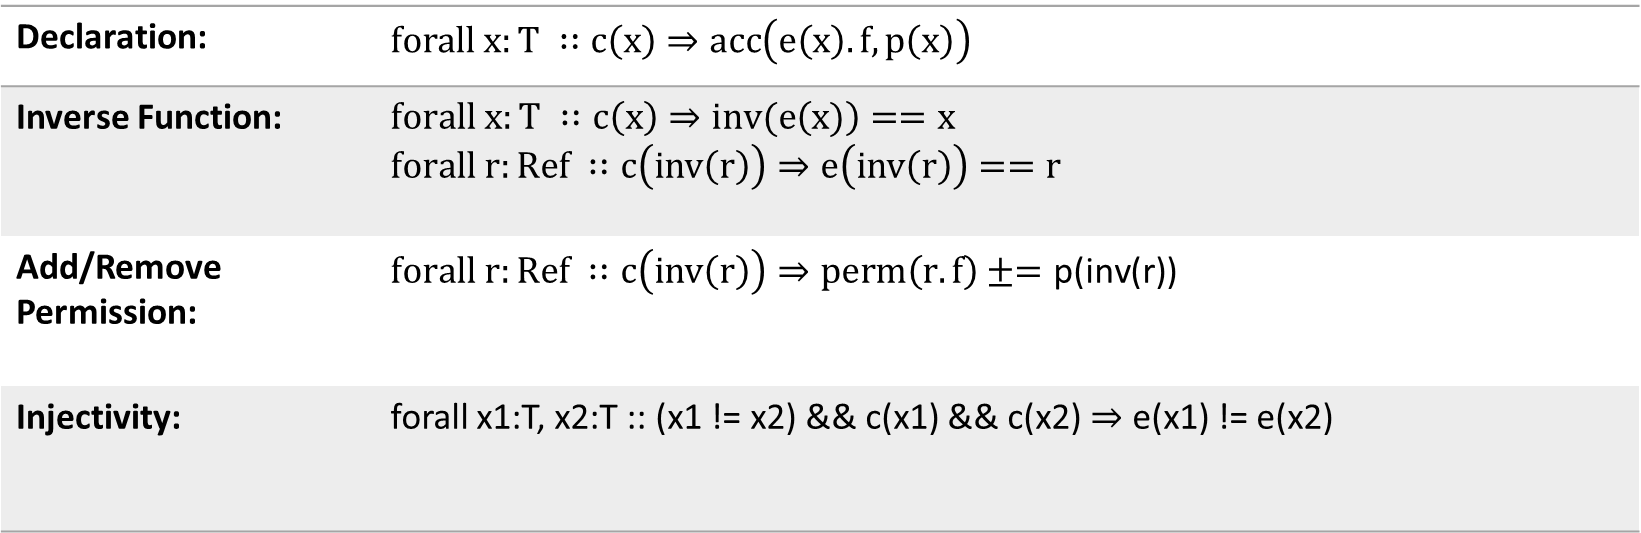 Declaration: forall x: T :: c(x) ⇒ acc(e(x). f, p(x))
Inverse Function: forall x: T :: c(x) ⇒ inv(e(x)) == x
forall r: Ref :: c(inv(r)) ⇒ e(inv(r)) == r
Add/Remove forall r: Ref :: c(inv(r)) ⇒ perm(r. f) ±= p(inv(r))
Permission:
Injectivity: forall x1:T, x2:T :: (x1 != x2) && c(x1) && c(x2) ⇒ e(x1) != e(x2)